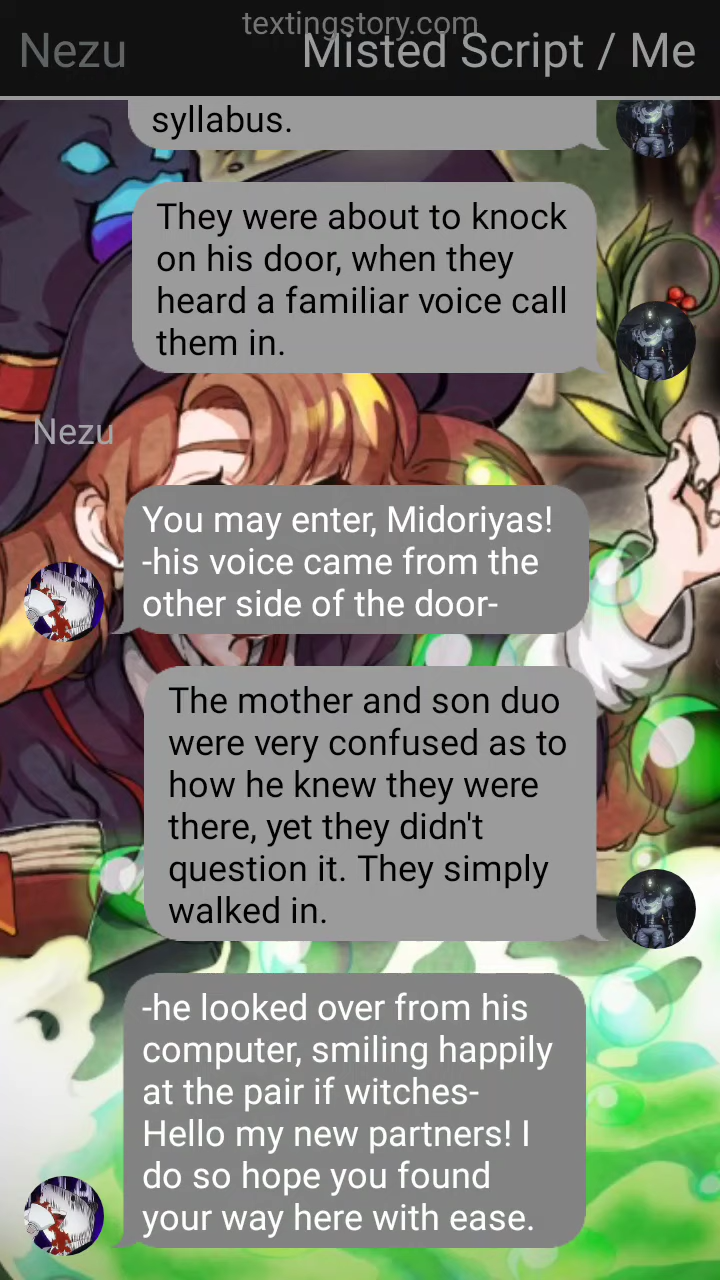 textingstory.com
Nezu
Misted Script / Me
syllabus.
They were about to knock
on his door, when they
heard a familiar voice call
them in.
Nezu
You may enter, Midoriyas!
-his voice came from the
other side of the door-
The mother and son duo
were very confused as to
how he knew they were
there, yet they didn't
question it. They simply
walked in.
-he looked over from his
computer, smiling happily
at the pair if witches-
Hello my new partners! I
do so hope you found
your way here with ease.